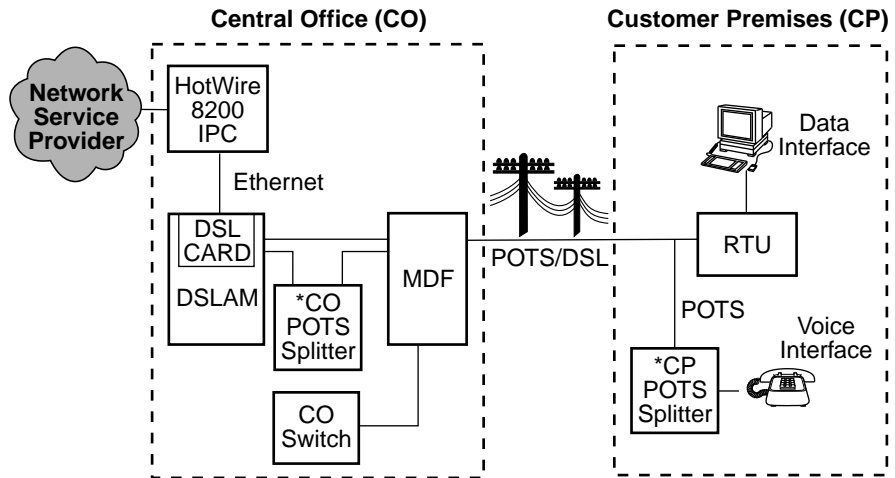 Central Office (CO)
Customer Premises (CP)
Network
Service
Provider
HotWire
8200
IPC
Ethernet
DSL
CARD
DSLAM
*CO
POTS
Splitter
MDF
CO
Switch
POTS/DSL
Data
Interface
RTU
POTS
*CP
POTS
Splitter
Voice
Interface